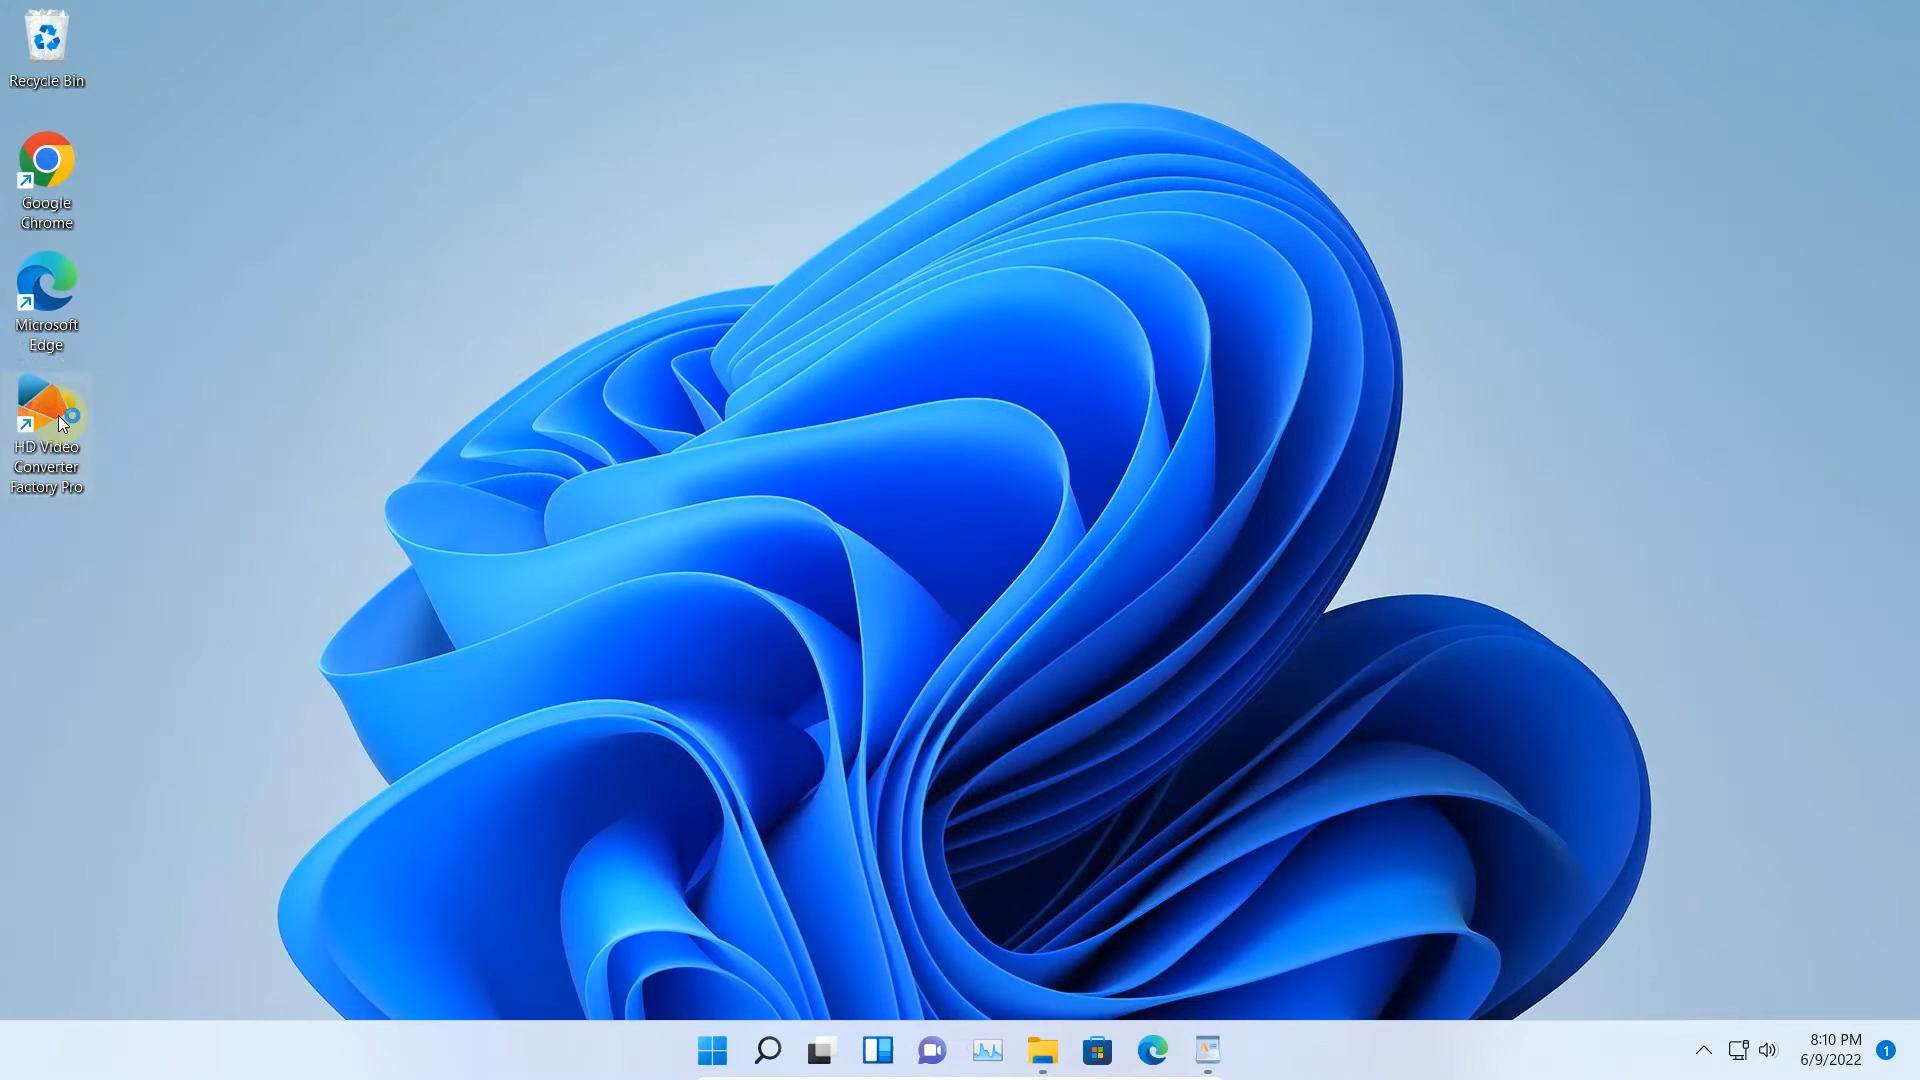 Recycle Bin
Google
Chrome
Microsoft
Edge
HD Video
Converter
Factory Pro
8:10 PM
6/9/2022
1